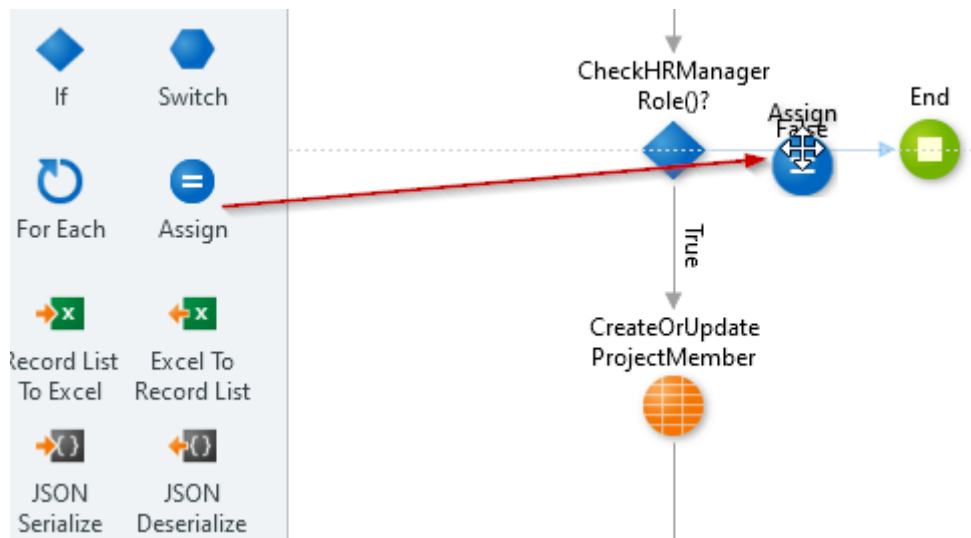 If
Switch
For Each
Assign
Record List
To Excel
Excel To
Record List
JSON
Serialize
JSON
Deserialize
CheckHRManager
Role()?
Assign
False
End
True
CreateOrUpdate
ProjectMember